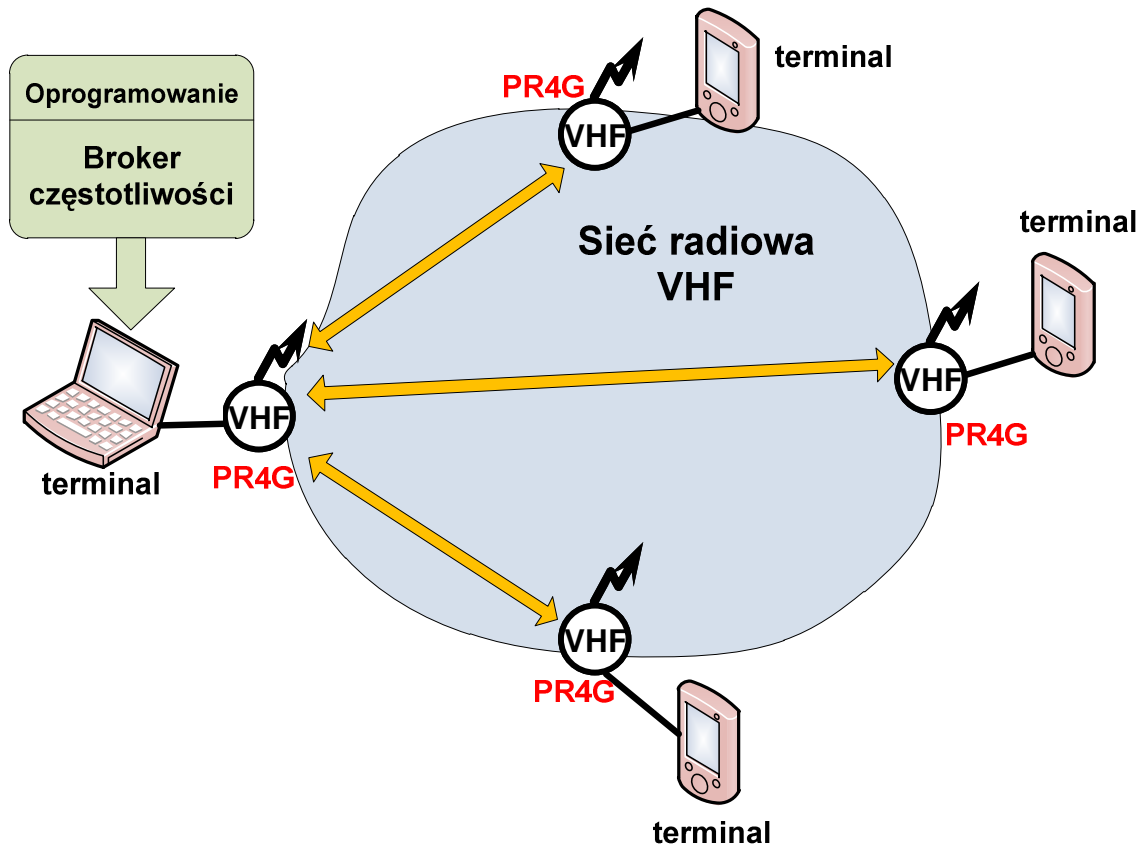 Oprogramowanie
Broker
częstotliwości
terminal
VHF
PR4G
PR4G
VHF
terminal
Sieć radiowa
VHF
terminal
VHF
PR4G
VHF
PR4G
terminal